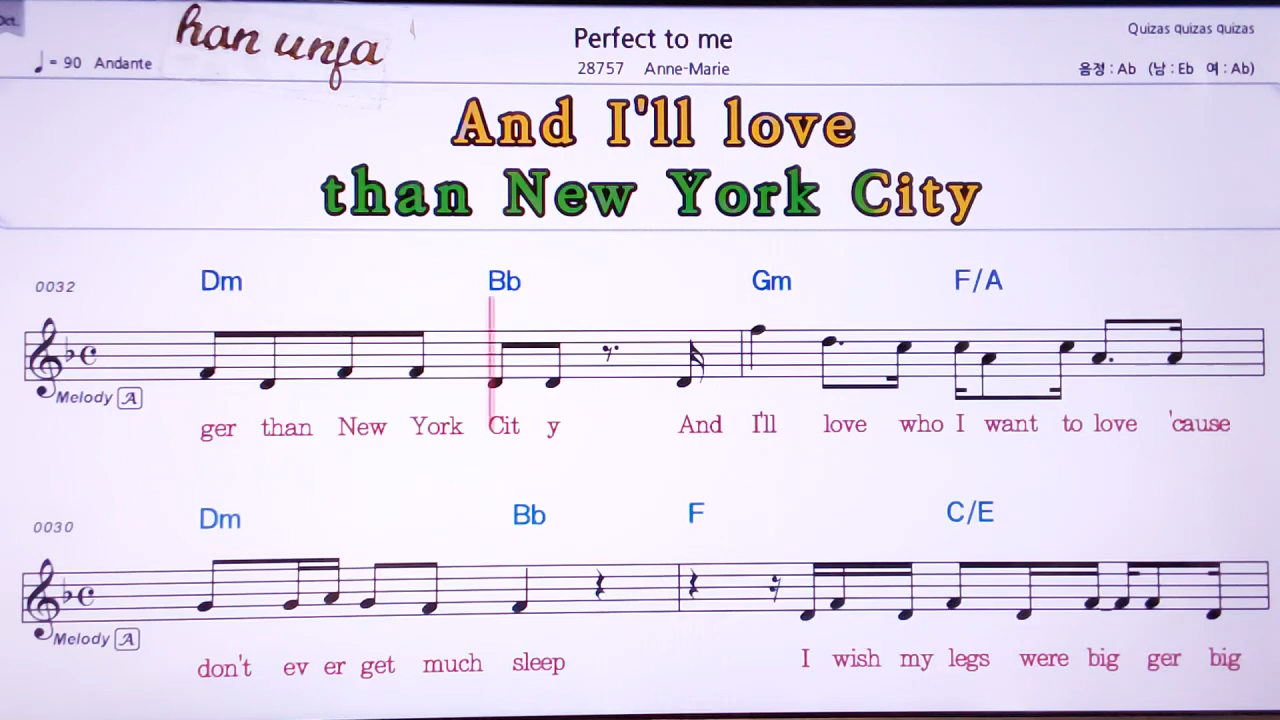 Oct.
han unfa
♩ = 90 Andante
Perfect to me
28757 Anne-Marie
Quizas quizas quizas
음정 : Ab (남 : Eb 여 : Ab)
And I'll love
than New York City
0032
Dm Bb Gm F/A
Melody A
ger than New York Cit y And I'll love who I want to love 'cause
0030
Dm Bb F C/E
Melody A
don't ev er get much sleep I wish my legs were big ger big